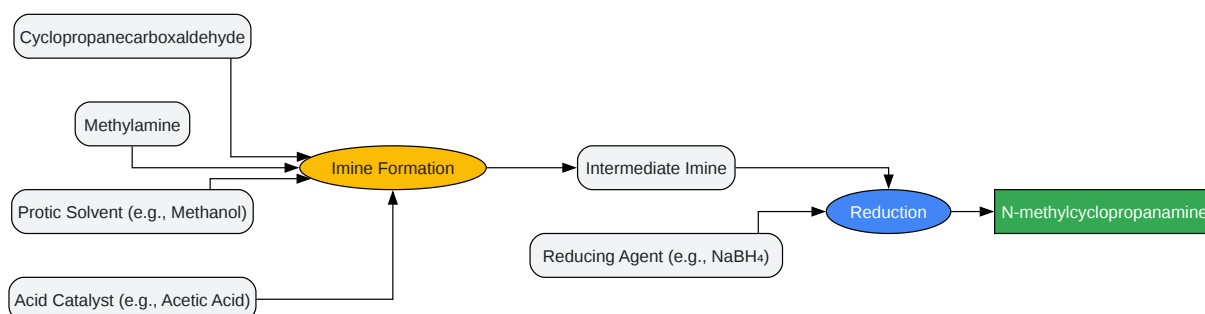 Cyclopropanecarboxaldehyde
Methylamine
Imine Formation
Intermediate Imine
Protic Solvent (e.g., Methanol)
Reduction
N-methylcyclopropanamine
Reducing Agent (e.g., NaBH₄)
Acid Catalyst (e.g., Acetic Acid)